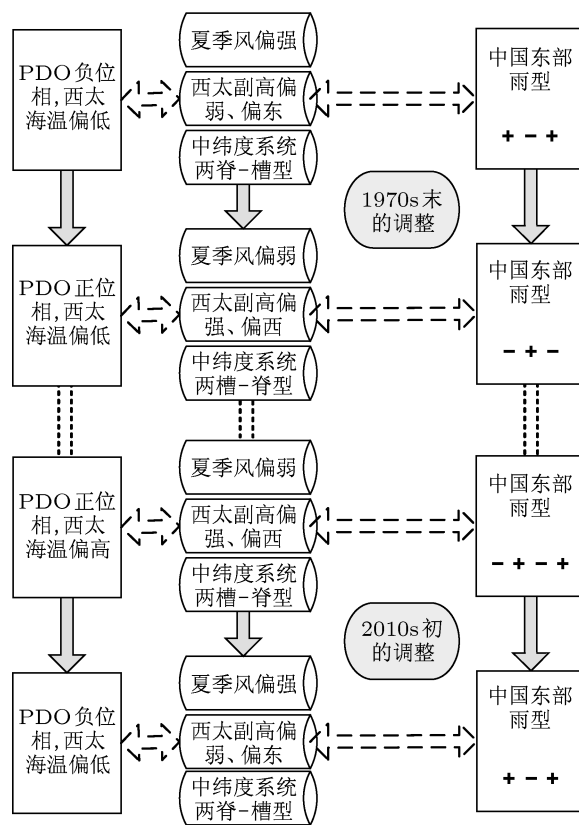 PDO负位
相,西太
海温偏低
夏季风偏强
西太副高偏
弱、偏东
中纬度系统
两脊-槽型
中国东部
雨型
+ - +
1970s末
的调整
PDO正位
相,西太
海温偏低
夏季风偏弱
西太副高偏
强、偏西
中纬度系统
两槽-脊型
中国东部
雨型
- + -
PDO正位
相,西太
海温偏高
夏季风偏弱
西太副高偏
强、偏西
中纬度系统
两槽-脊型
中国东部
雨型
- + - +
2010s初
的调整
PDO负位
相,西太
海温偏低
夏季风偏强
西太副高偏
弱、偏东
中纬度系统
两脊-槽型
中国东部
雨型
+ - +